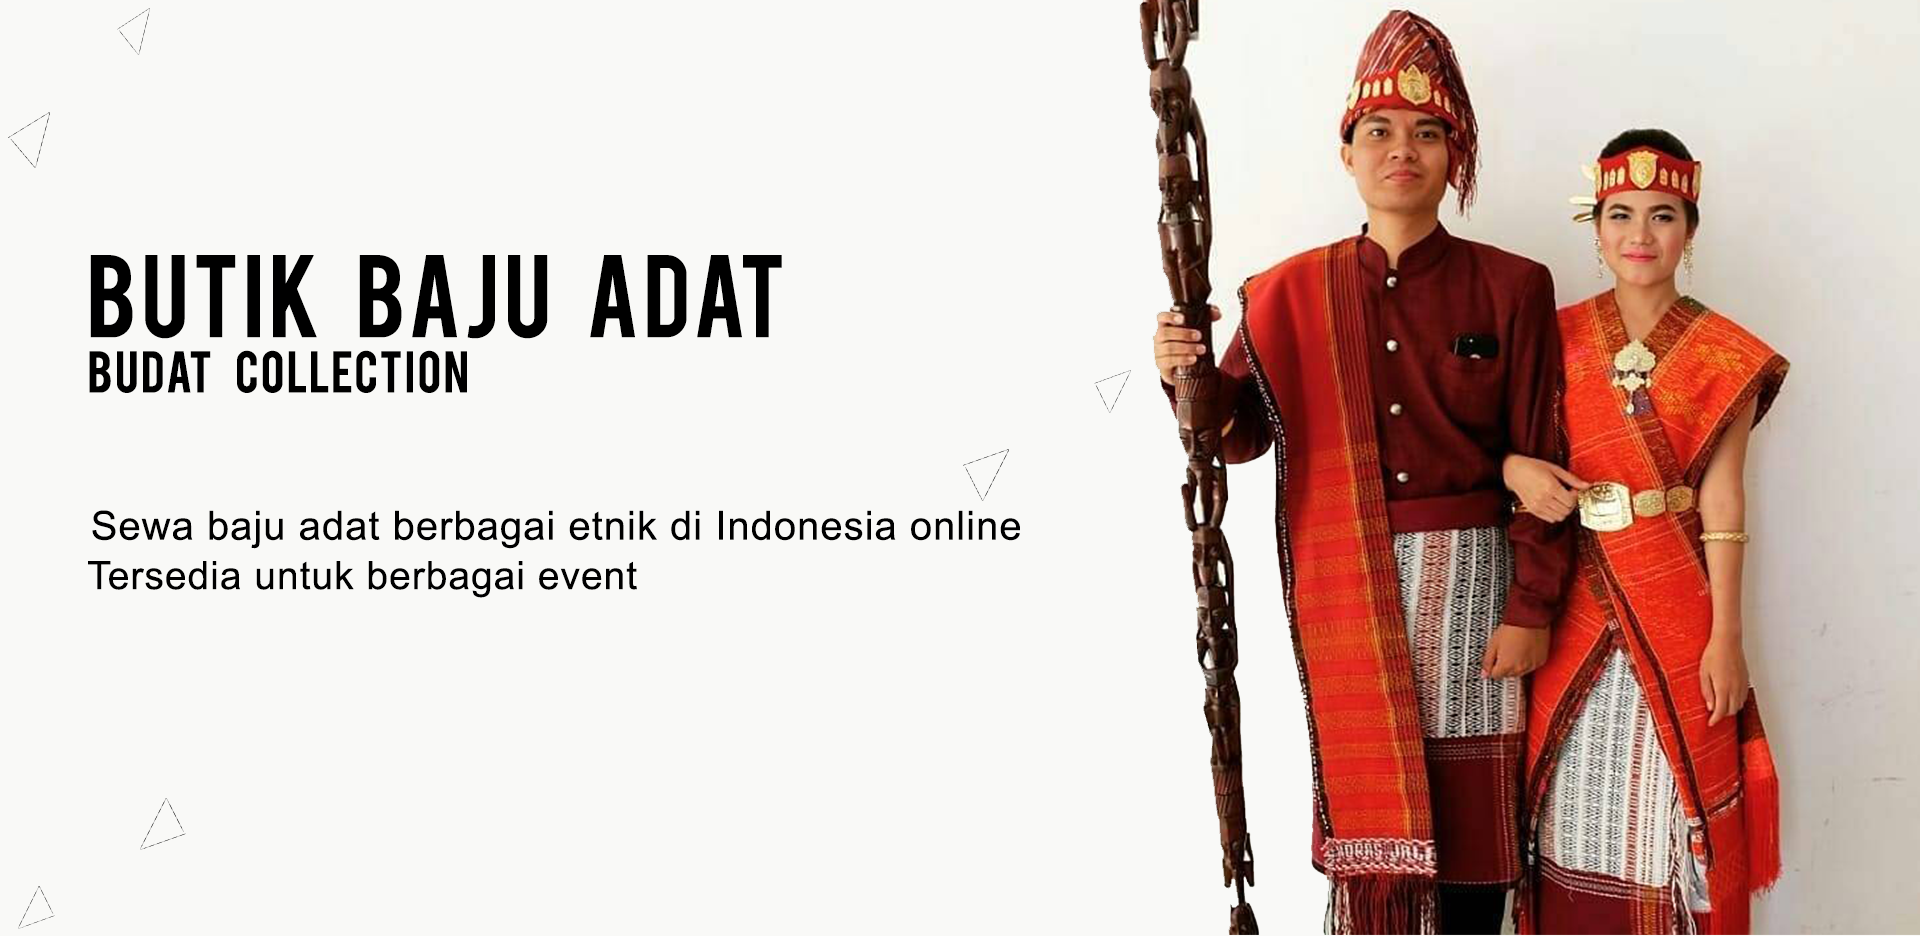 BUTIK BAJU ADAT
BUDAT COLLECTION
Sewa baju adat berbagai etnik di Indonesia online
Tersedia untuk berbagai event